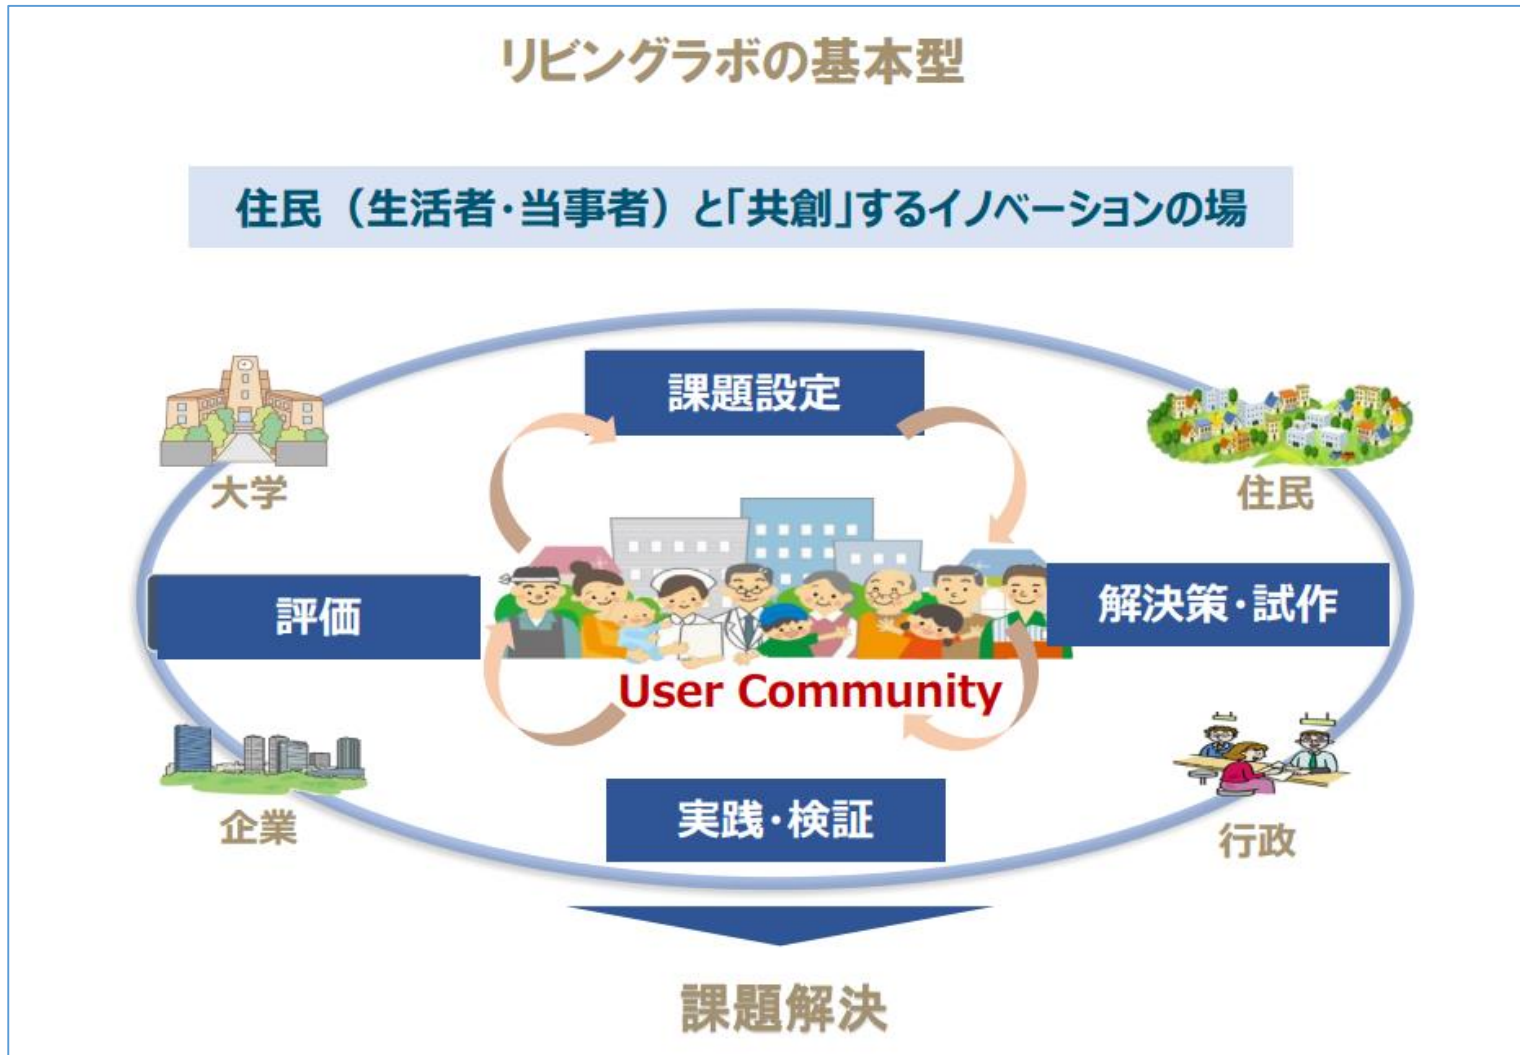 リビングラボの基本型
住民（生活者・当事者）と「共創」するイノベーションの場
課題設定
大学
住民
評価
解決策・試作
User Community
企業
実践・検証
行政
課題解決